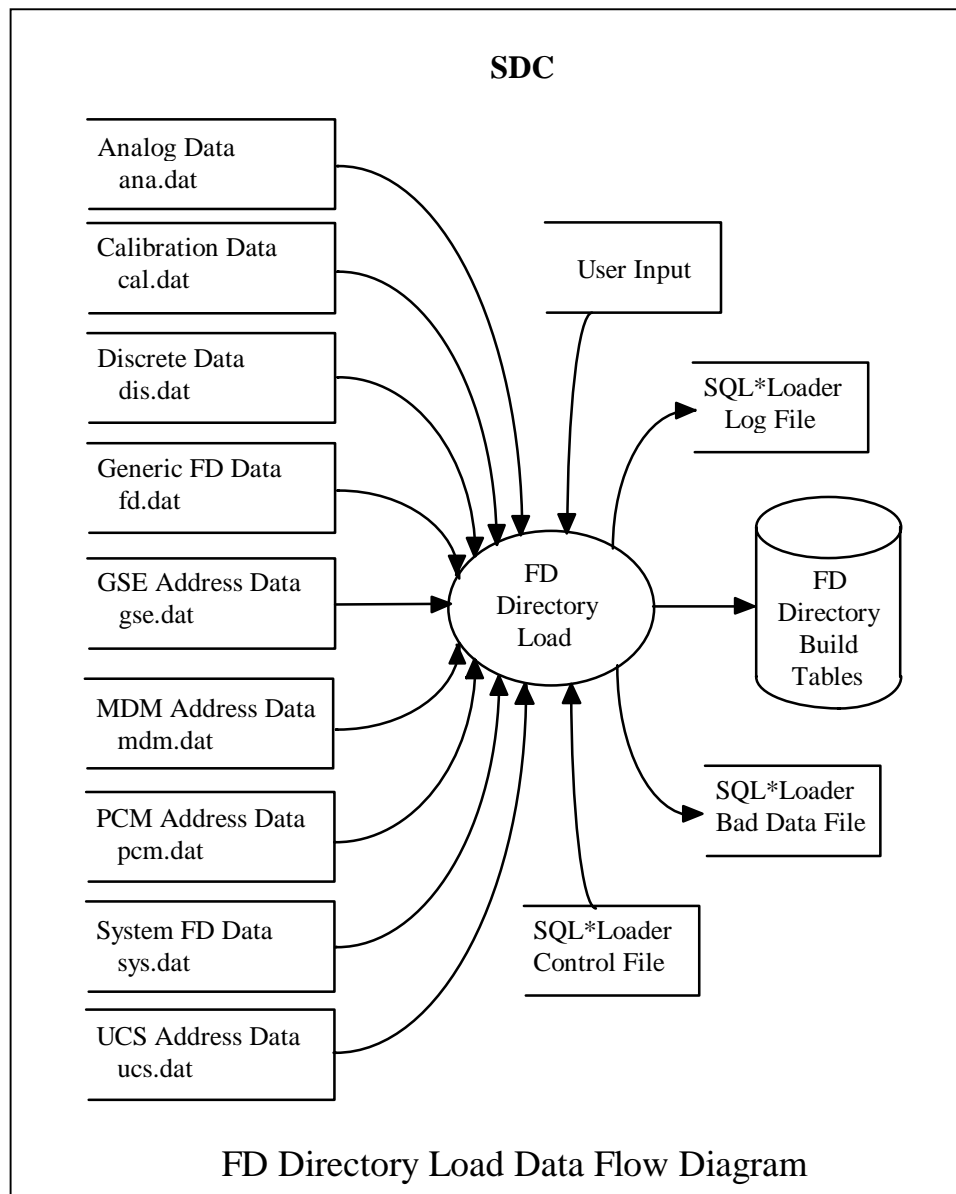 SDC
Analog Data
ana.dat
Calibration Data
cal.dat
Discrete Data
dis.dat
Generic FD Data
fd.dat
GSE Address Data
gse.dat
MDM Address Data
mdm.dat
PCM Address Data
pcm.dat
System FD Data
sys.dat
UCS Address Data
ucs.dat
User Input
FD
Directory
Load
SQL*Loader
Control File
SQL*Loader
Log File
FD
Directory
Build
Tables
SQL*Loader
Bad Data File
FD Directory Load Data Flow Diagram